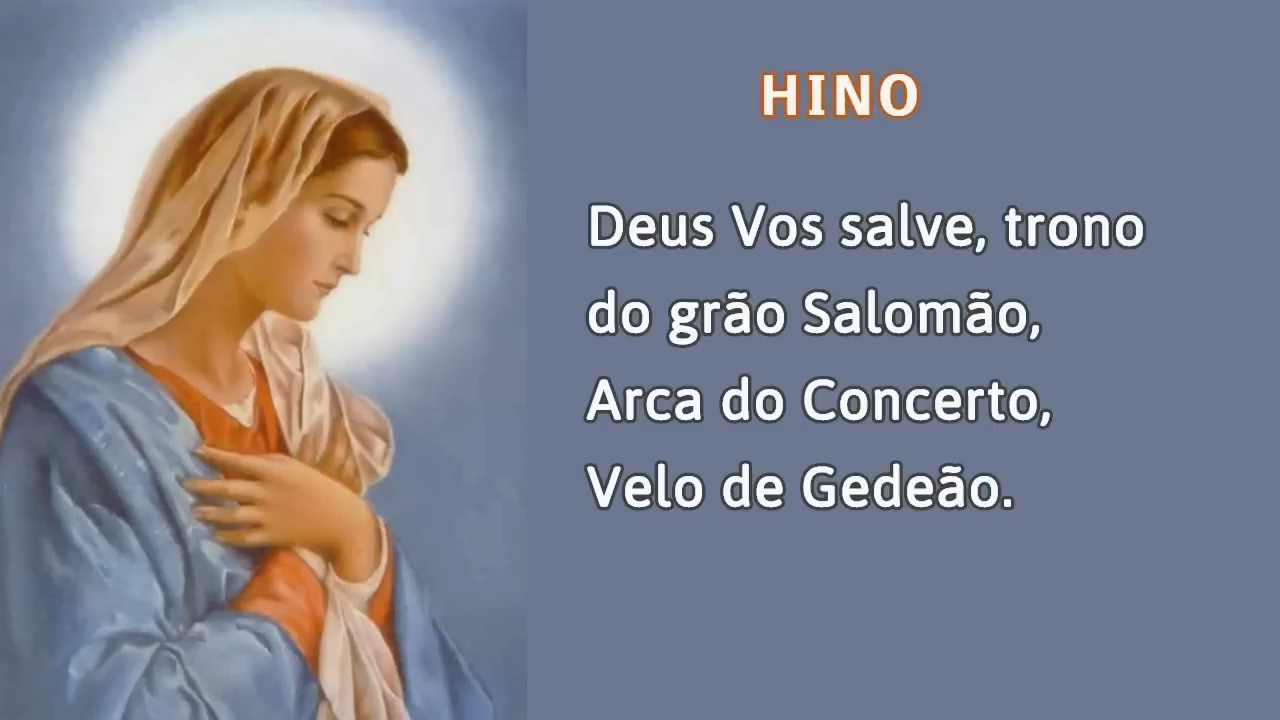 HINO
Deus Vos salve, trono
do grão Salomão,
Arca do Concerto,
Velo de Gedeão.